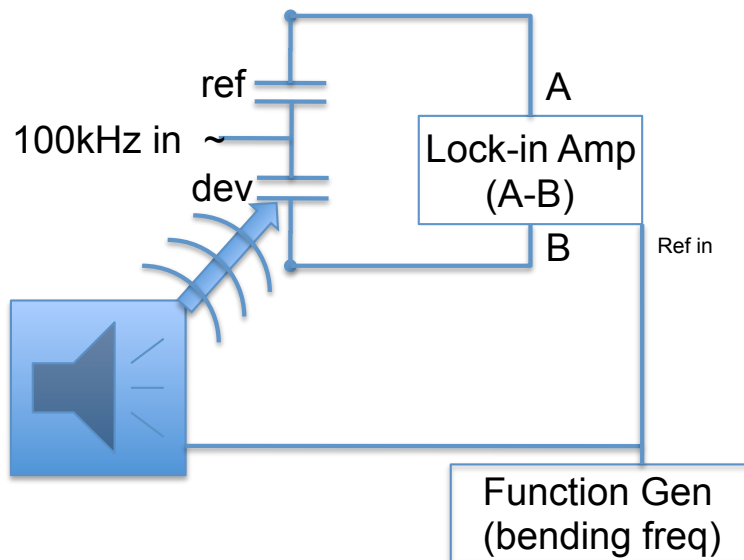 ref
A
100kHz in ~
Lock-in Amp
(A-B)
dev
B
Ref in
Function Gen
(bending freq)